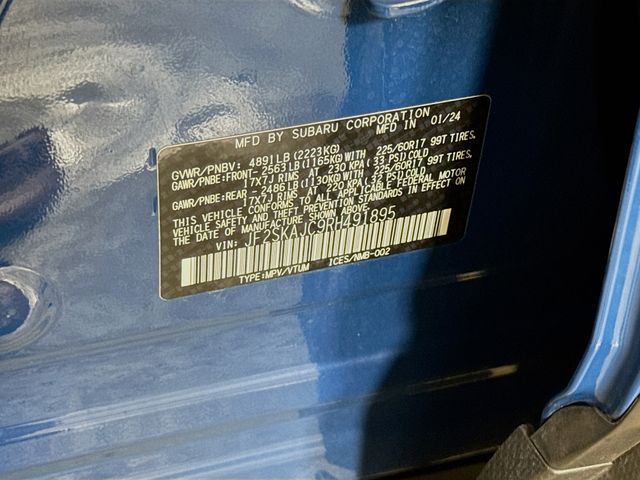 MFD BY SUBARU CORPORATION
MFD IN 01/24
GVWR/PNBV: 4891LB(2223KG)
GAWR/PNBE:FRONT- 2563LB(1165KG)WITH 225/60R17 99T TIRES,
17X7J RIMS AT 230 KPA(33 PSI)COLD
GAWR/PNBE:REAR- 2486LB(1130KG)WITH 225/60R17 99T TIRES,
17X7J RIMS AT 220 KPA(32 PSI)COLD
THIS VEHICLE CONFORMS TO ALL APPLICABLE FEDERAL MOTOR
VEHICLE SAFETY AND THEFT PREVENTION STANDARDS IN EFFECT ON
THE DATE OF MANUFACTURE SHOWN ABOVE.
VIN: JF2SKAJC9RH491895
TYPE:MPV/VTUM ICES/NMB-002